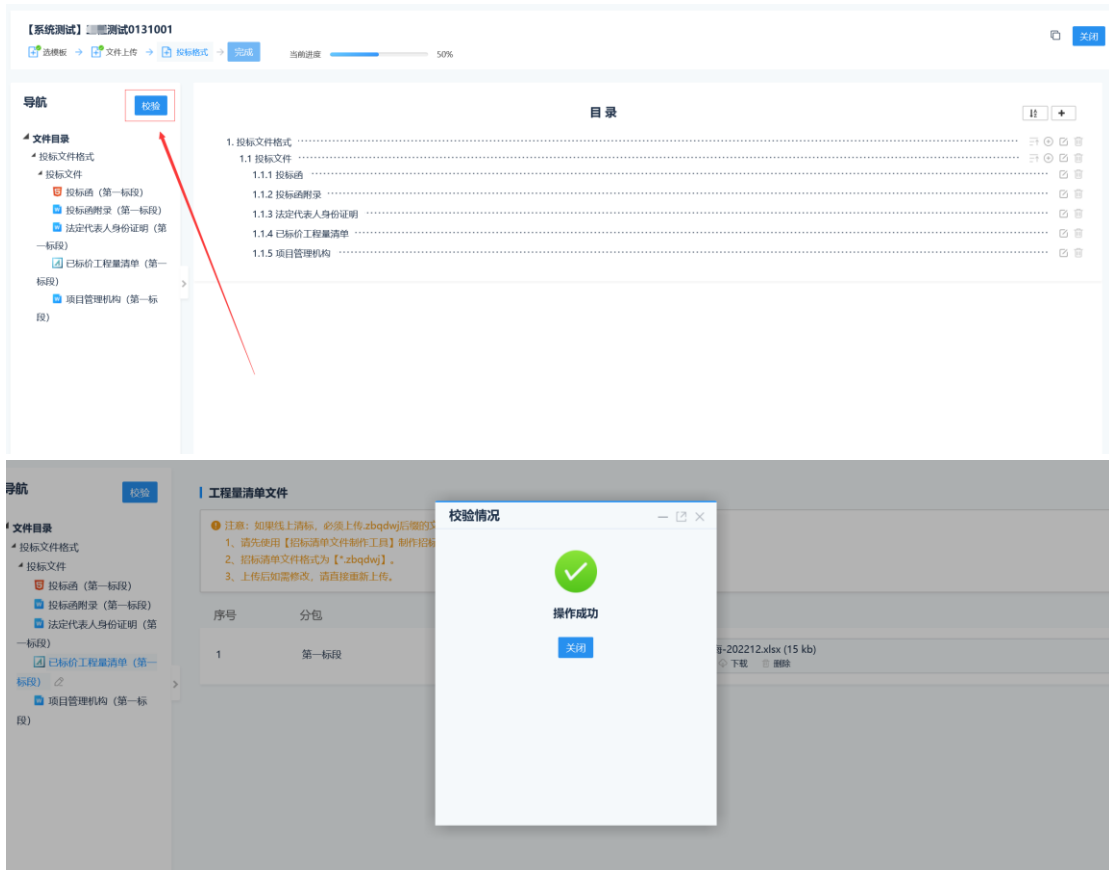 【系统测试】测试0131001
选模板 → 文件上传 → 投标格式 → 完成 当前进度 50%
关闭
导航 校验
文件目录
投标文件格式
投标文件
投标函（第一标段）
投标函附录（第一标段）
法定代表人身份证明（第
一标段）
已标价工程量清单（第一
标段）
项目管理机构（第一标
段）
目录
1. 投标文件格式
1.1 投标文件
1.1.1 投标函
1.1.2 投标函附录
1.1.3 法定代表人身份证明
1.1.4 已标价工程量清单
1.1.5 项目管理机构
导航 校验
文件目录
投标文件格式
投标文件
投标函（第一标段）
投标函附录（第一标段）
法定代表人身份证明（第
一标段）
已标价工程量清单（第一
标段）
项目管理机构（第一标
段）
工程量清单文件
注意：如果线上清标，必须上传.zbqdwj后缀的文
1、请先使用【招标清单文件制作工具】制作招标
2、招标清单文件格式为【*.zbqdwj】。
3、上传后如需修改，请直接重新上传。
序号 分包
1 第一标段
-202212.xlsx (15 kb)
下载 删除
校验情况
操作成功
关闭